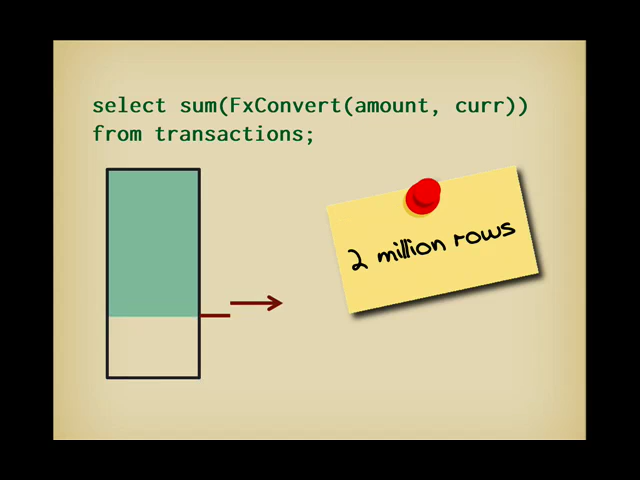 select sum(FxConvert(amount, curr))
from transactions;
2 million rows